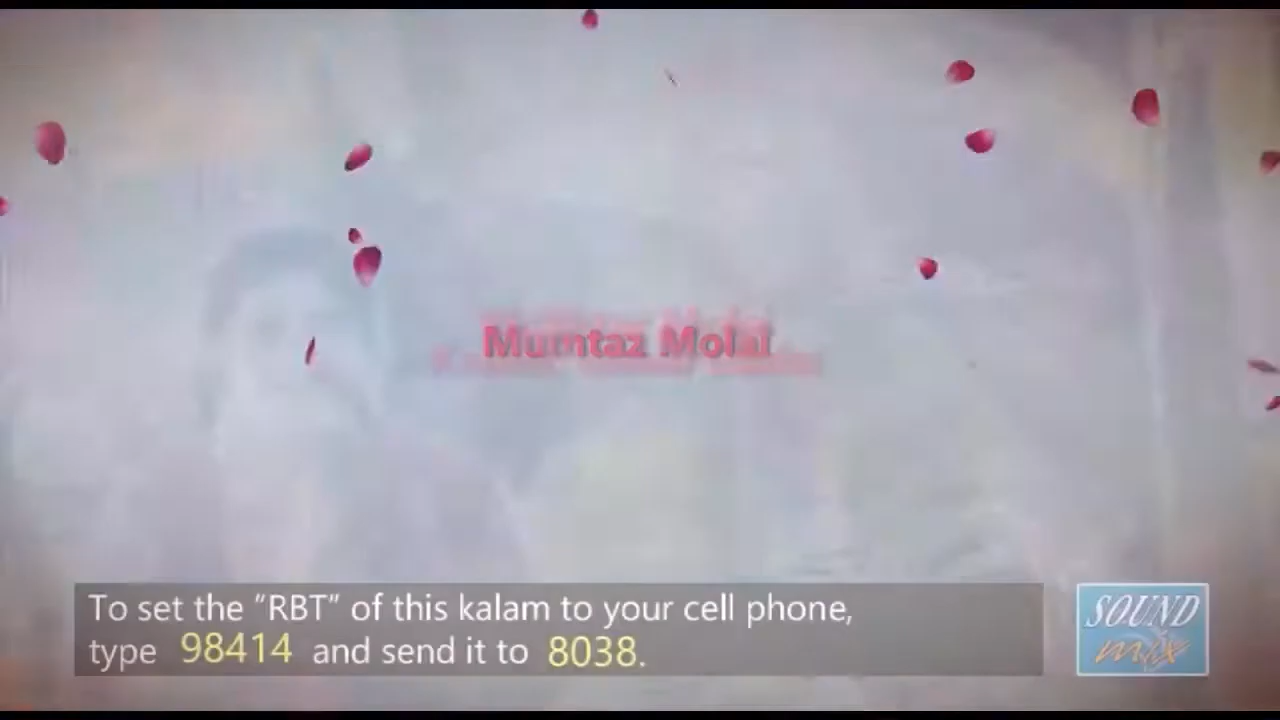 Mumtaz Molai
To set the “RBT” of this kalam to your cell phone,
type 98414 and send it to 8038.
SOUND
mix